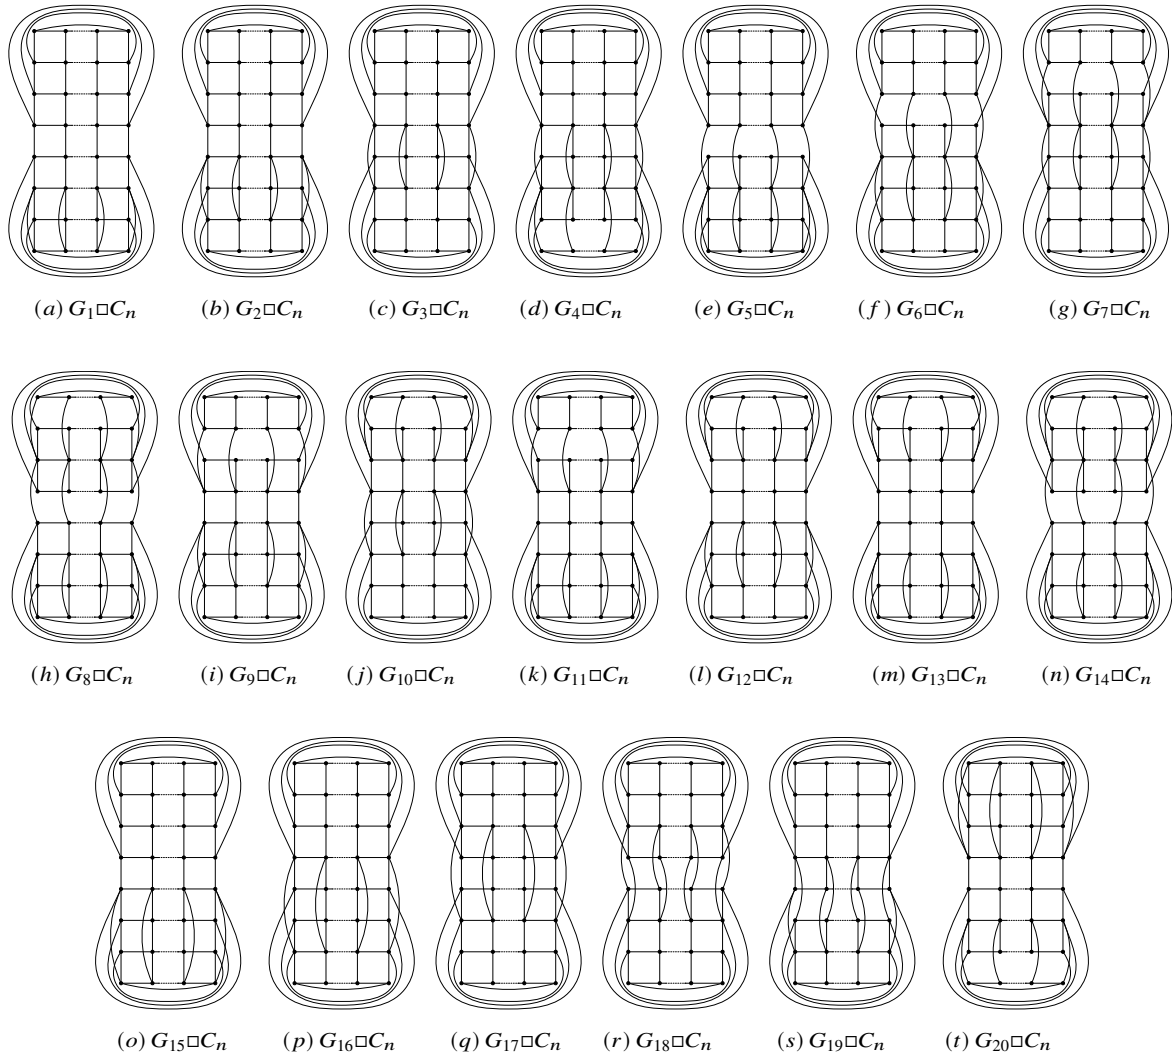 (a) G₁□Cₙ (b) G₂□Cₙ (c) G₃□Cₙ (d) G₄□Cₙ (e) G₅□Cₙ (f) G₆□Cₙ (g) G₇□Cₙ
(h) G₈□Cₙ (i) G₉□Cₙ (j) G₁₀□Cₙ (k) G₁₁□Cₙ (l) G₁₂□Cₙ (m) G₁₃□Cₙ (n) G₁₄□Cₙ
(o) G₁₅□Cₙ (p) G₁₆□Cₙ (q) G₁₇□Cₙ (r) G₁₈□Cₙ (s) G₁₉□Cₙ (t) G₂₀□Cₙ